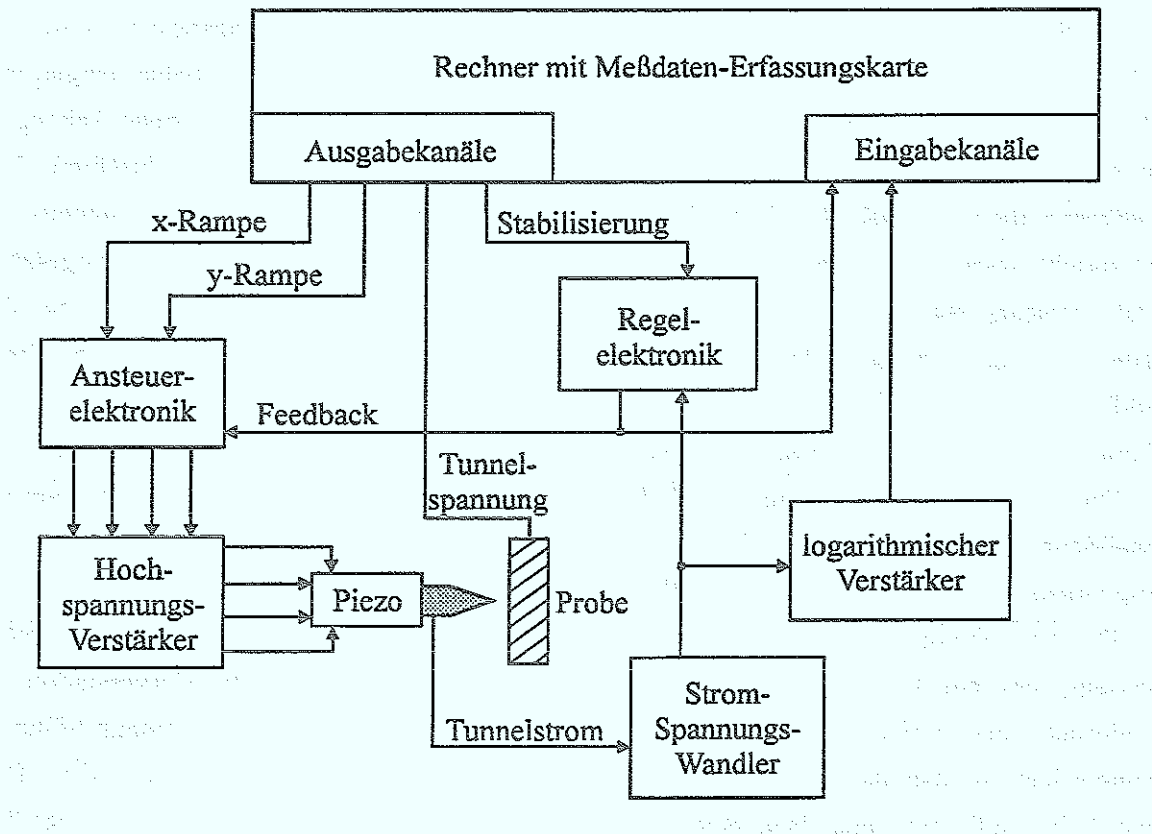 Rechner mit Meßdaten-Erfassungskarte
Ausgabekanäle
Eingabekanäle
x-Rampe
y-Rampe
Stabilisierung
Regel-
elektronik
Ansteuer-
elektronik
Feedback
Tunnel-
spannung
Hoch-
spannungs-
Verstärker
Piezo
Probe
logarithmischer
Verstärker
Tunnelstrom
Strom-
Spannungs-
Wandler